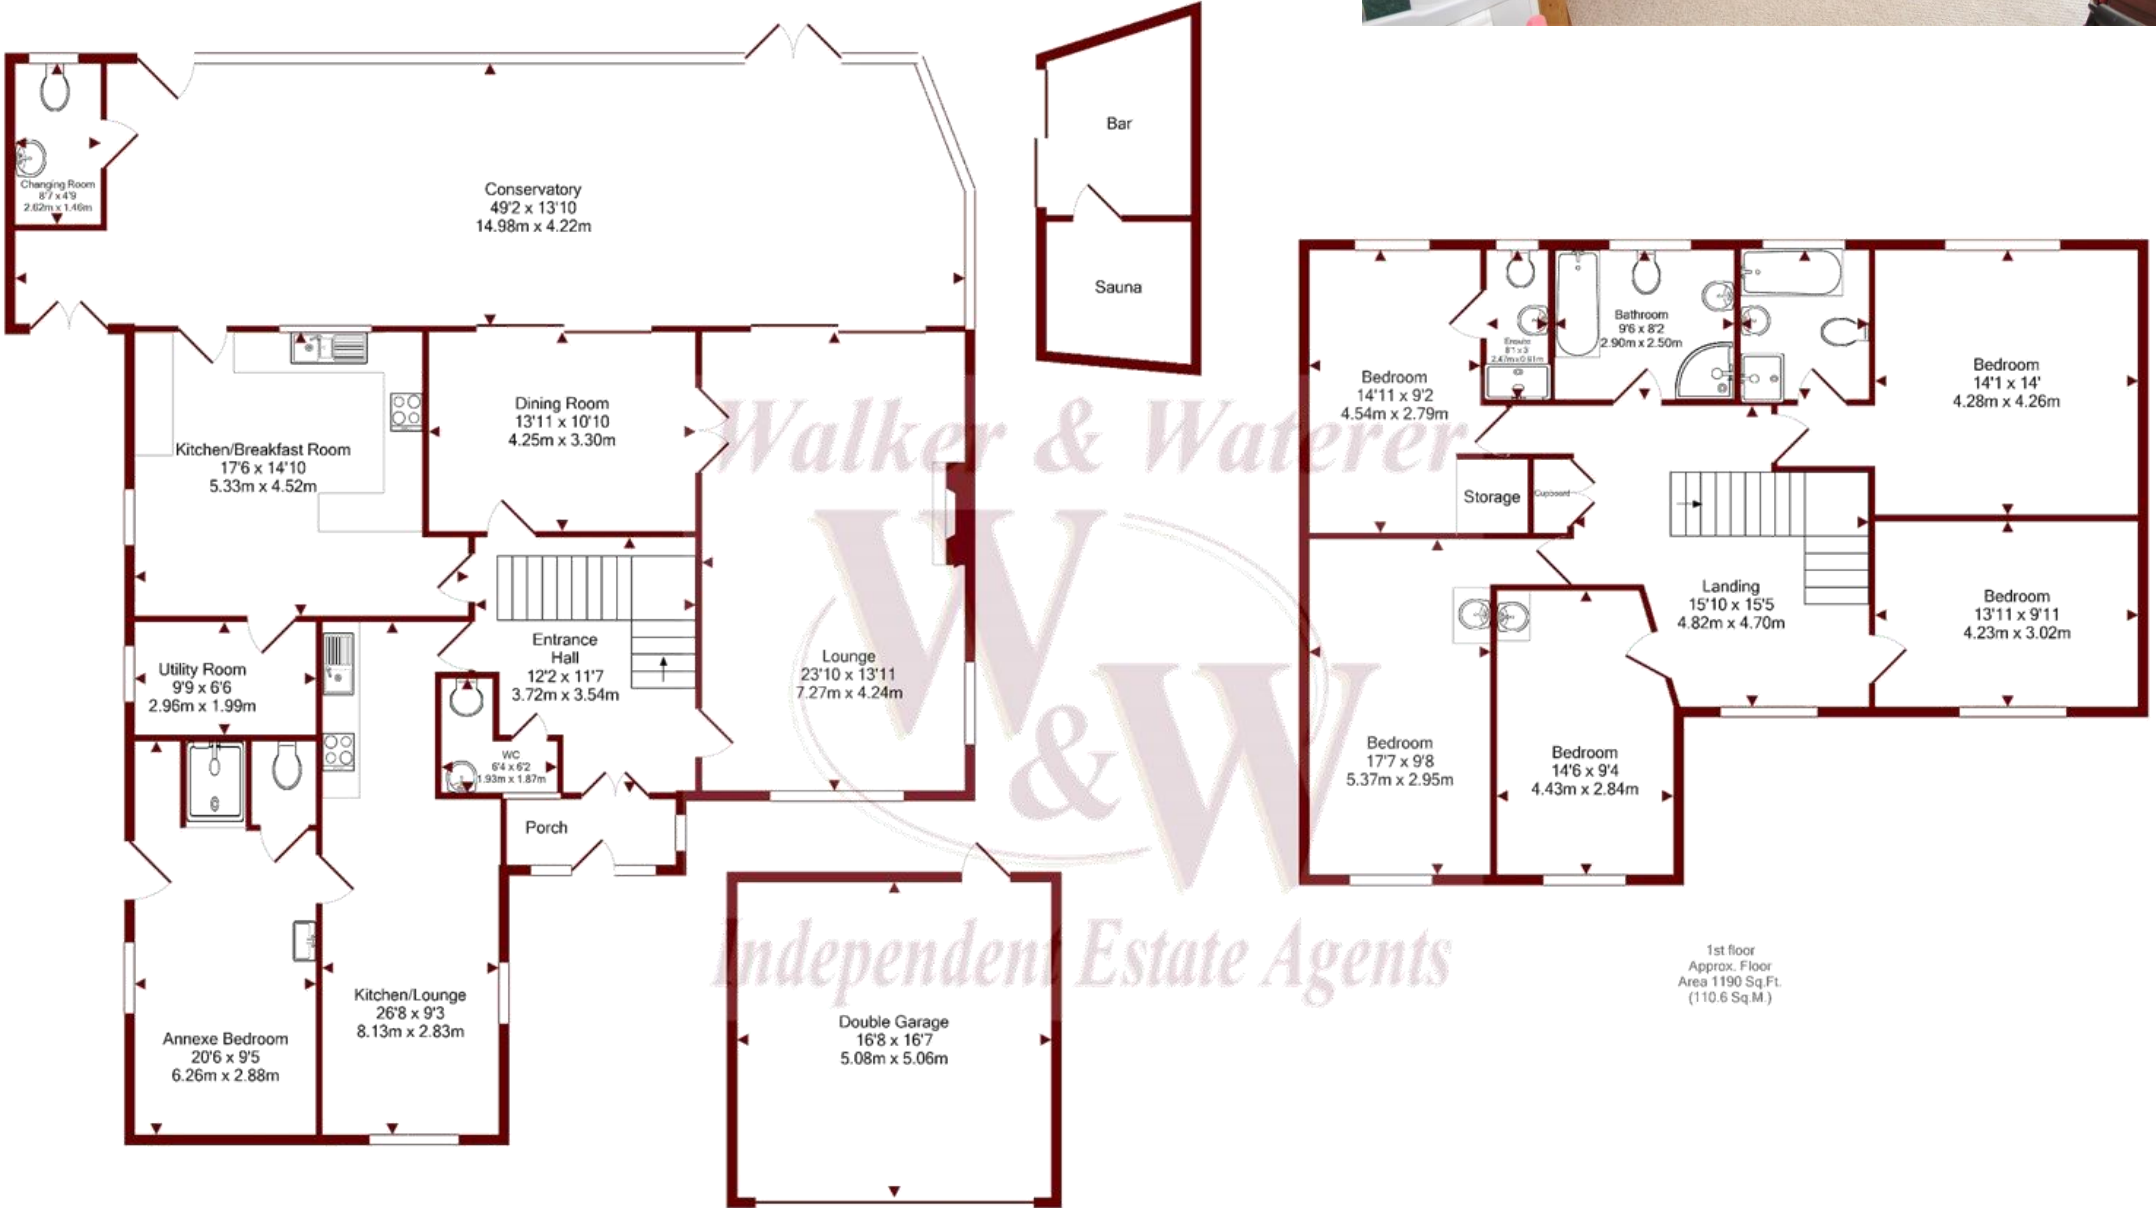 Changing Room
8'7 x 4'9
2.62m x 1.46m
Conservatory
49'2 x 13'10
14.98m x 4.22m
Bar
Sauna
Kitchen/Breakfast Room
17'6 x 14'10
5.33m x 4.52m
Dining Room
13'11 x 10'10
4.25m x 3.30m
Utility Room
9'9 x 6'6
2.96m x 1.99m
Entrance
Hall
12'2 x 11'7
3.72m x 3.54m
Lounge
23'10 x 13'11
7.27m x 4.24m
WC
6'4 x 6'2
1.93m x 1.87m
Porch
Kitchen/Lounge
26'8 x 9'3
8.13m x 2.83m
Annexe Bedroom
20'6 x 9'5
6.26m x 2.88m
Double Garage
16'8 x 16'7
5.08m x 5.06m
Walker & Waterer
W&W
Independent Estate Agents
Bedroom
14'11 x 9'2
4.54m x 2.79m
Ensuite
8'1 x 3
2.47m x 0.91m
Bathroom
9'6 x 8'2
2.90m x 2.50m
Bedroom
14'1 x 14'
4.28m x 4.26m
Storage
Cupboard
Landing
15'10 x 15'5
4.82m x 4.70m
Bedroom
13'11 x 9'11
4.23m x 3.02m
Bedroom
17'7 x 9'8
5.37m x 2.95m
Bedroom
14'6 x 9'4
4.43m x 2.84m
1st floor
Approx. Floor
Area 1190 Sq.Ft.
(110.6 Sq.M.)